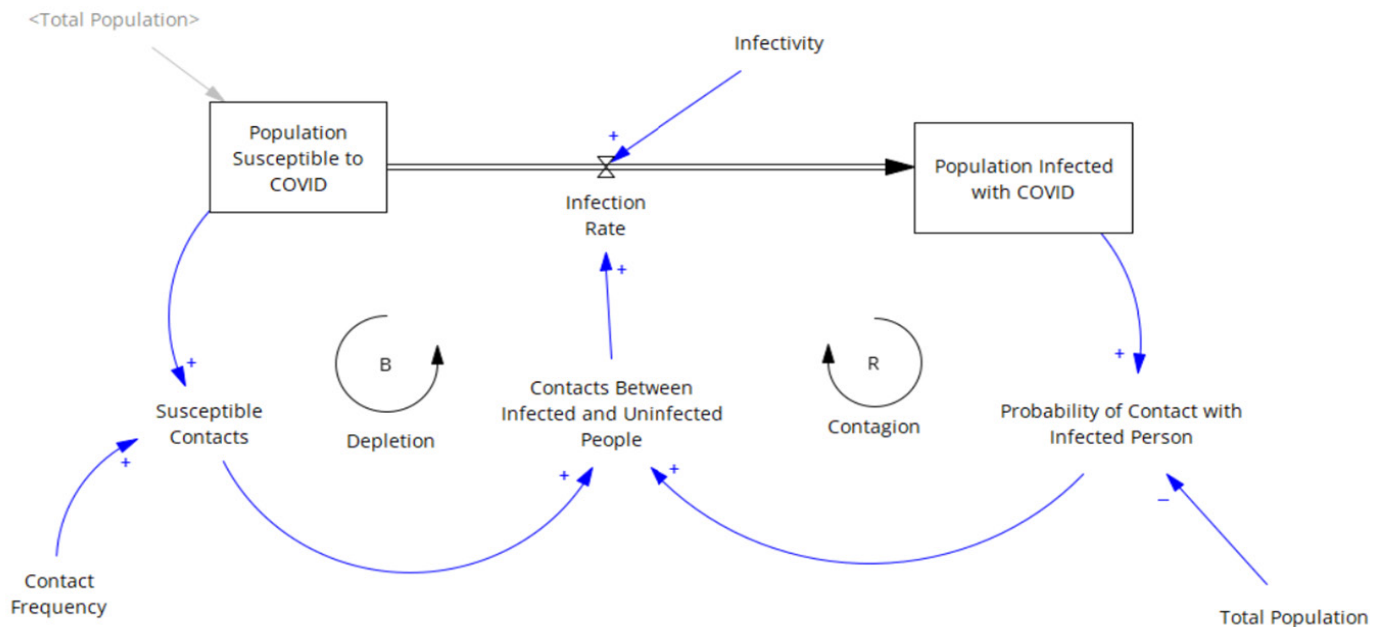 <Total Population>
Infectivity
Population
Susceptible to
COVID
+
Population Infected
with COVID
Infection
Rate
+
+
B
R
+
Depletion
Contagion
Contacts Between
Infected and Uninfected
People
Susceptible
Contacts
Probability of Contact with
Infected Person
+
+
+
–
Contact
Frequency
Total Population